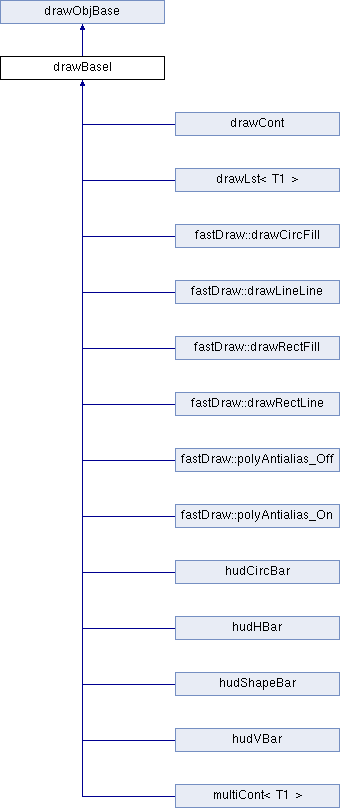 drawObjBase
drawBaseI
drawCont
drawLst< T1 >
fastDraw::drawCircFill
fastDraw::drawLineLine
fastDraw::drawRectFill
fastDraw::drawRectLine
fastDraw::polyAntialias_Off
fastDraw::polyAntialias_On
hudCircBar
hudHBar
hudShapeBar
hudVBar
multiCont< T1 >